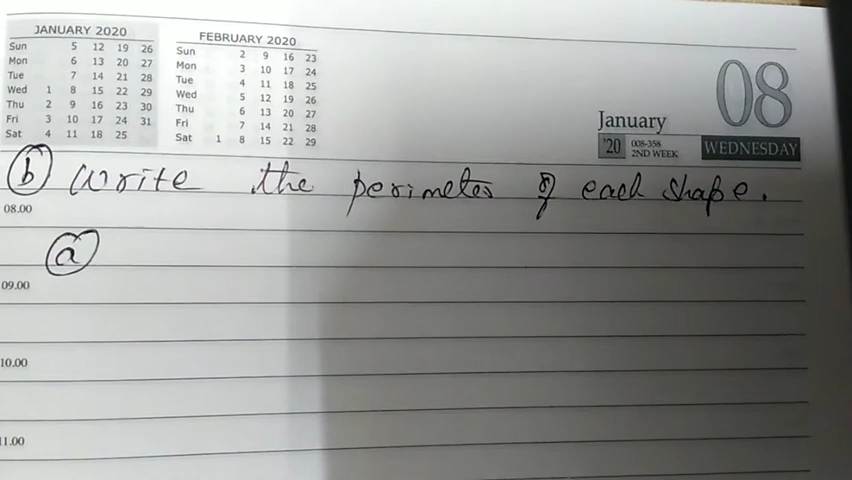 JANUARY 2020
Sun 5 12 19 26
Mon 6 13 20 27
Tue 7 14 21 28
Wed 1 8 15 22 29
Thu 2 9 16 23 30
Fri 3 10 17 24 31
Sat 4 11 18 25
FEBRUARY 2020
Sun 2 9 16 23
Mon 3 10 17 24
Tue 4 11 18 25
Wed 5 12 19 26
Thu 6 13 20 27
Fri 7 14 21 28
Sat 1 8 15 22 29
08
January
'20 008-358
2ND WEEK
WEDNESDAY
(b) Write the perimeter of each shape.
08.00
(a)
09.00
10.00
11.00